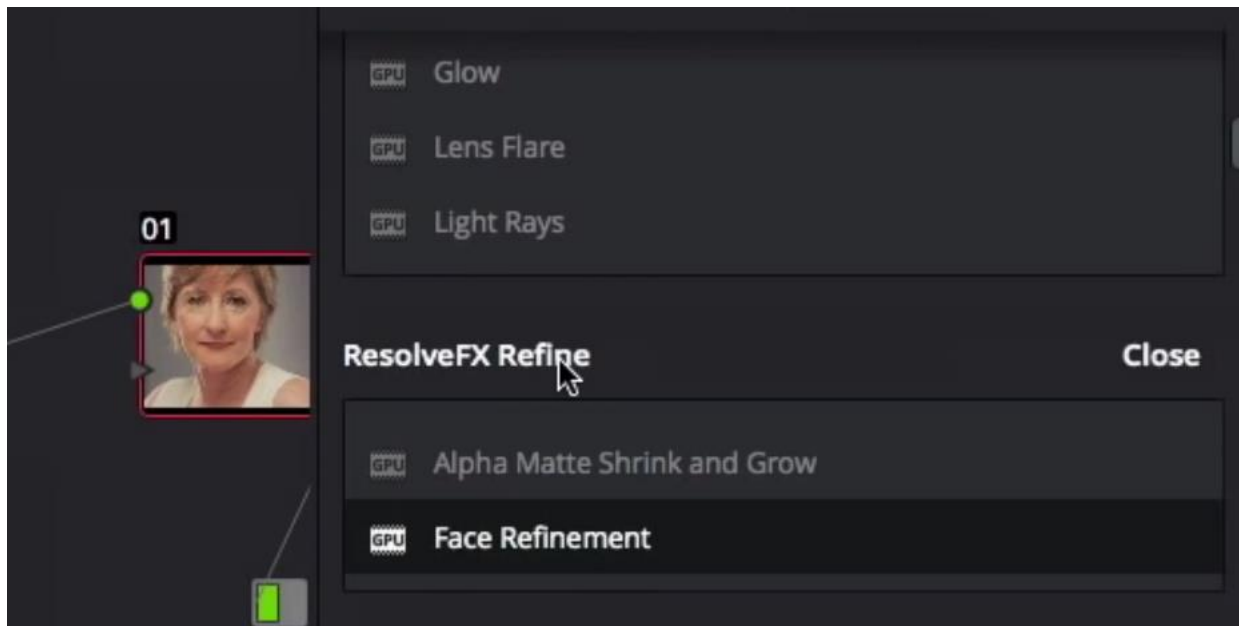 GPU Glow
GPU Lens Flare
GPU Light Rays
01
ResolveFX Refine Close
GPU Alpha Matte Shrink and Grow
GPU Face Refinement